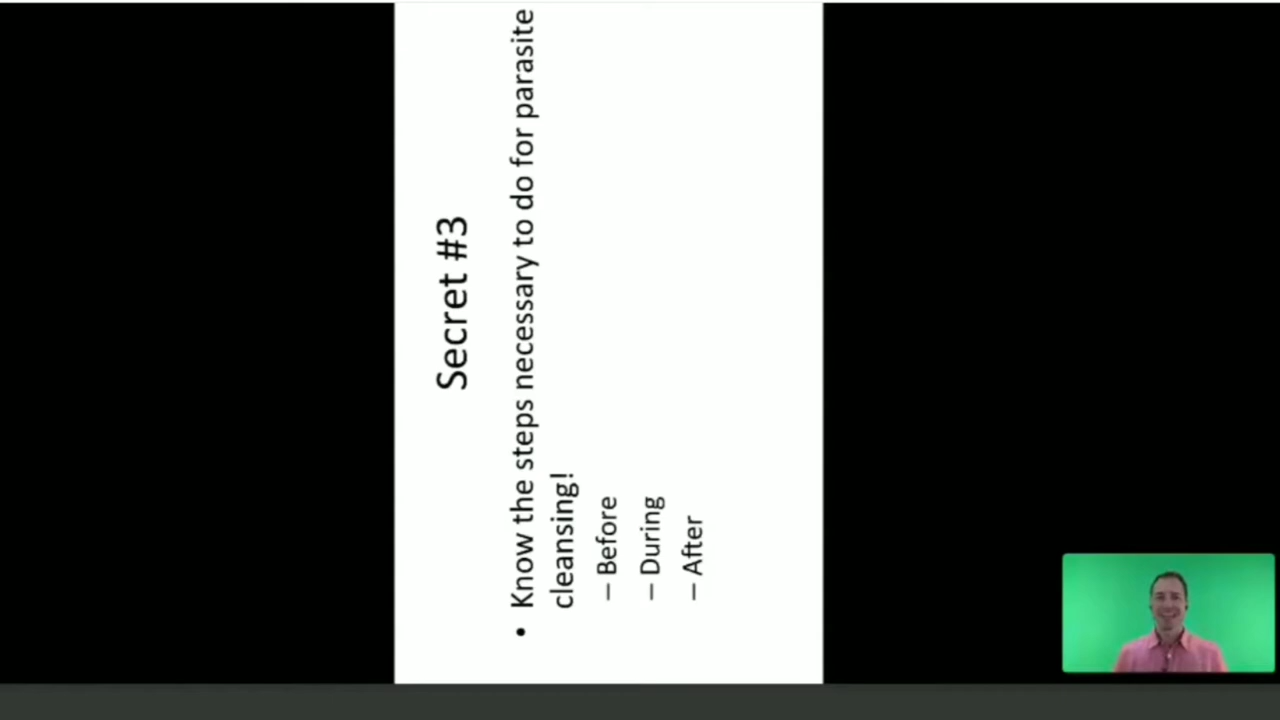 Secret #3
• Know the steps necessary to do for parasite
cleansing!
– Before
– During
– After